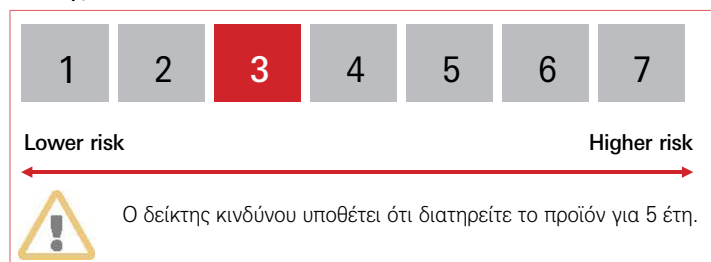 1 2 3 4 5 6 7
Lower risk Higher risk
Ο δείκτης κινδύνου υποθέτει ότι διατηρείτε το προϊόν για 5 έτη.